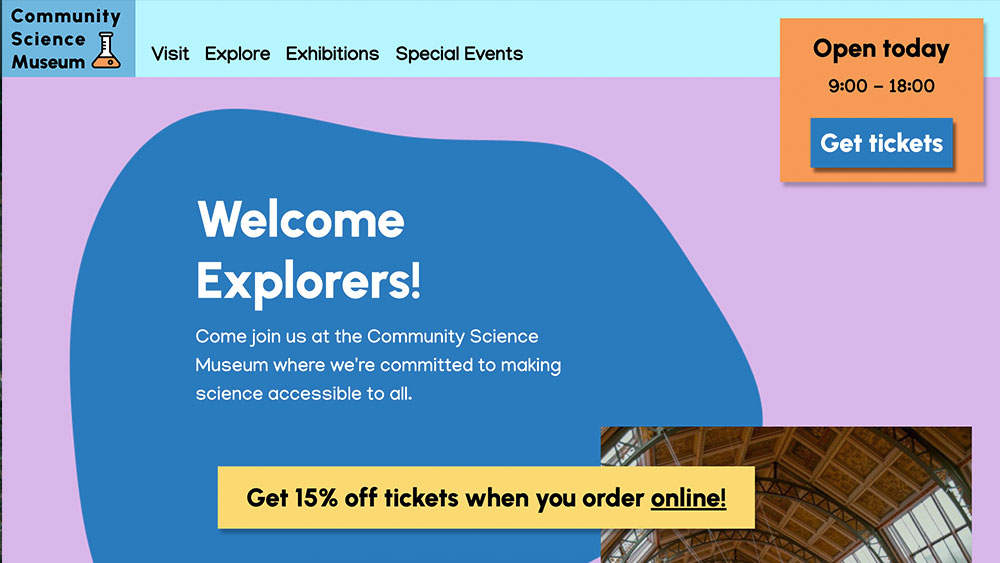 Community
Science
Museum
Visit Explore Exhibitions Special Events
Open today
9:00 – 18:00
Get tickets
Welcome
Explorers!
Come join us at the Community Science
Museum where we're committed to making
science accessible to all.
Get 15% off tickets when you order online!